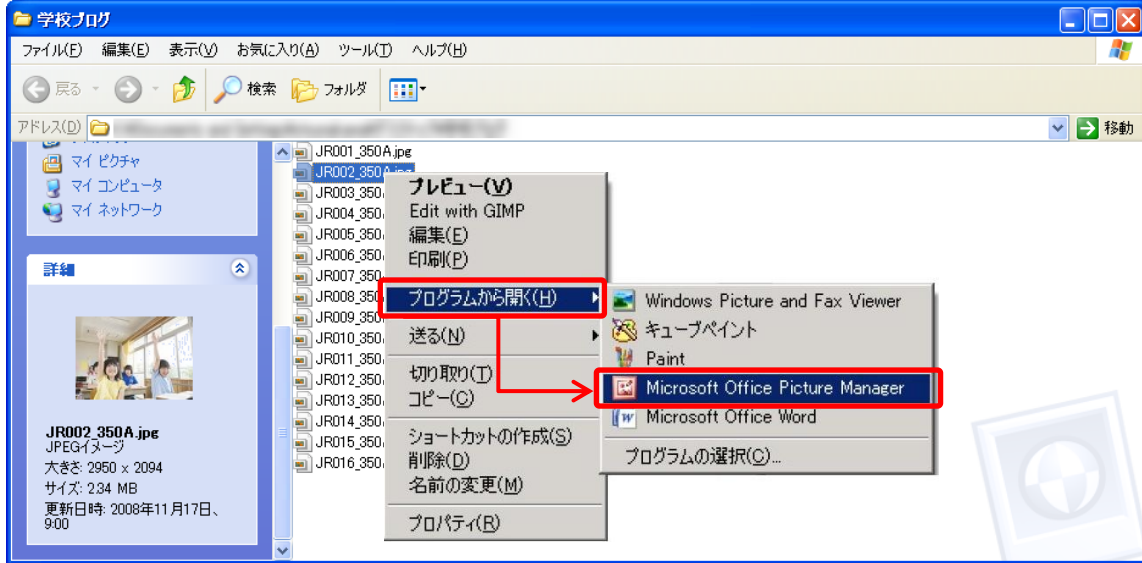 学校ブログ
ファイル(F) 編集(E) 表示(V) お気に入り(A) ツール(T) ヘルプ(H)
戻る 検索 フォルダ
アドレス(D) 移動
マイ ピクチャ
マイ コンピュータ
マイ ネットワーク
詳細
JR002_350A.jpg
JPEGイメージ
大きさ: 2950 x 2094
サイズ: 2.34 MB
更新日時: 2008年11月17日、
9:00
JR001_350A.jpg
JR002_350A.jpg
JR003_350
JR004_350
JR005_350
JR006_350
JR007_350
JR008_350
JR009_350
JR010_350
JR011_350
JR012_350
JR013_350
JR014_350
JR015_350
JR016_350
プレビュー(V)
Edit with GIMP
編集(E)
印刷(P)
プログラムから開く(H)
送る(N)
切り取り(T)
コピー(C)
ショートカットの作成(S)
削除(D)
名前の変更(M)
プロパティ(R)
Windows Picture and Fax Viewer
キューブペイント
Paint
Microsoft Office Picture Manager
Microsoft Office Word
プログラムの選択(C)...